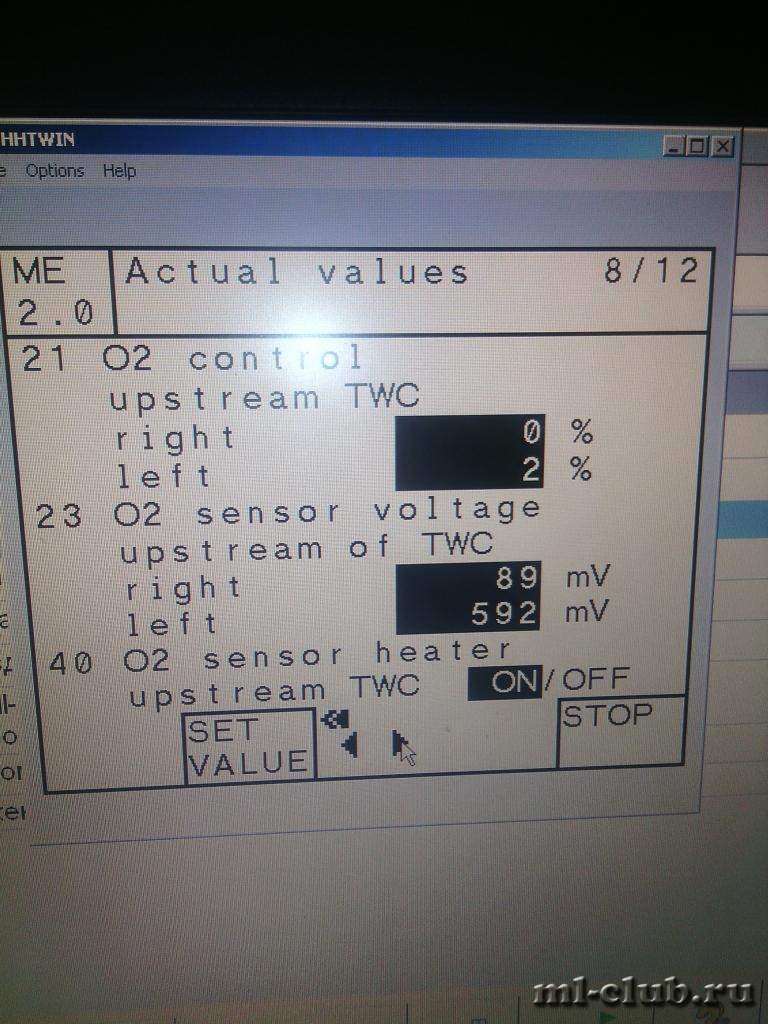 HHTWIN
Options Help
ME 2.0
Actual values 8/12
21 O2 control
upstream TWC
right 0 %
left 2 %
23 O2 sensor voltage
upstream of TWC
right 89 mV
left 592 mV
40 O2 sensor heater
upstream TWC ON/OFF
SET VALUE
STOP
ml-club.ru